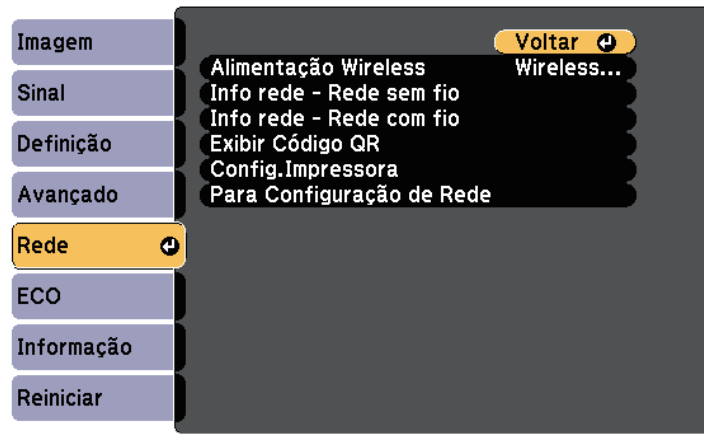 Imagem
Sinal
Definição
Avançado
Rede
ECO
Informação
Reiniciar
Voltar
Alimentação Wireless Wireless...
Info rede - Rede sem fio
Info rede - Rede com fio
Exibir Código QR
Config.Impressora
Para Configuração de Rede